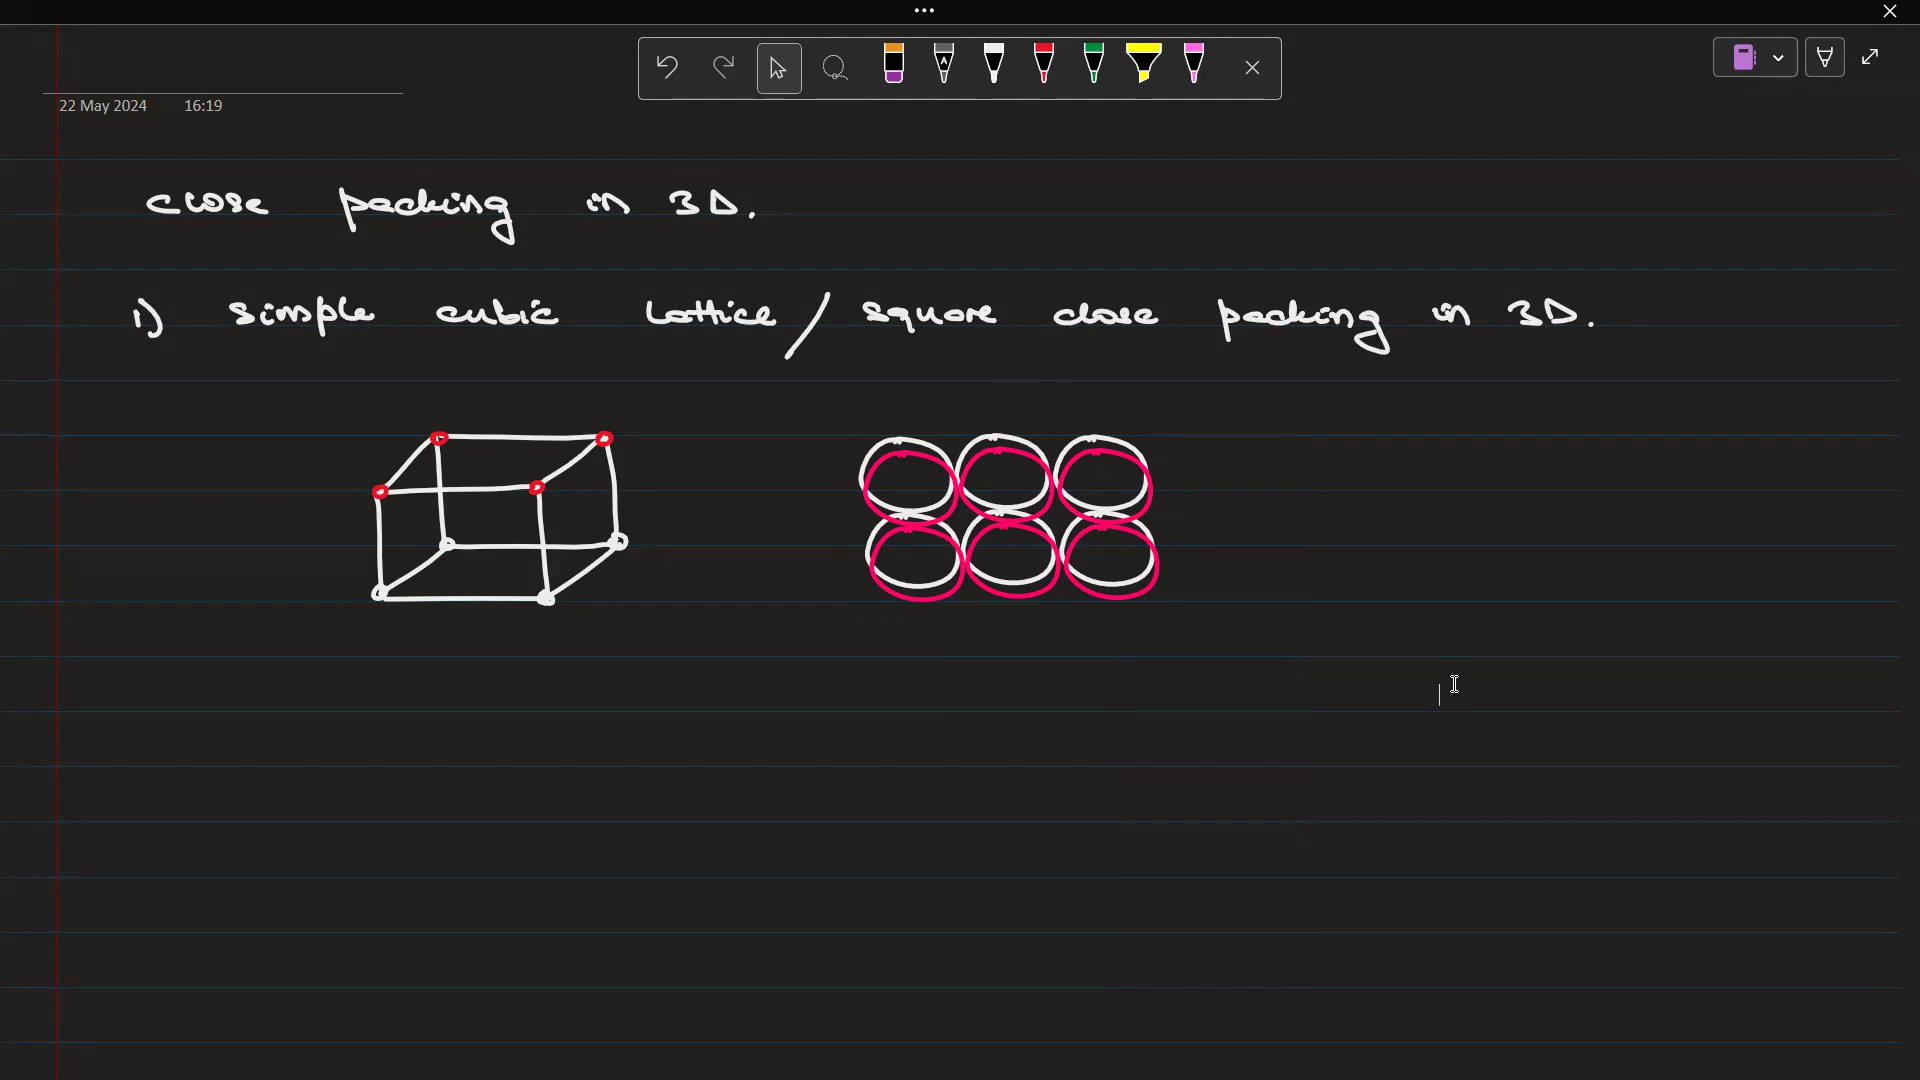 22 May 2024 16:19
close packing in 3D.
1) simple cubic lattice / square close packing in 3D.